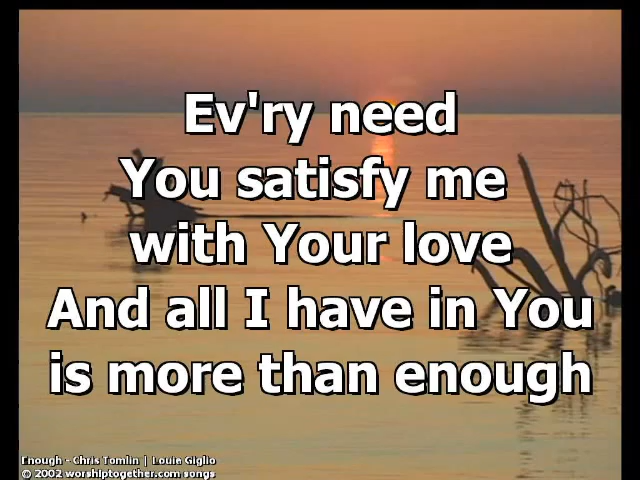 Ev'ry need
You satisfy me
with Your love
And all I have in You
is more than enough
Enough - Chris Tomlin | Louie Giglio
© 2002 worshiptogether.com songs